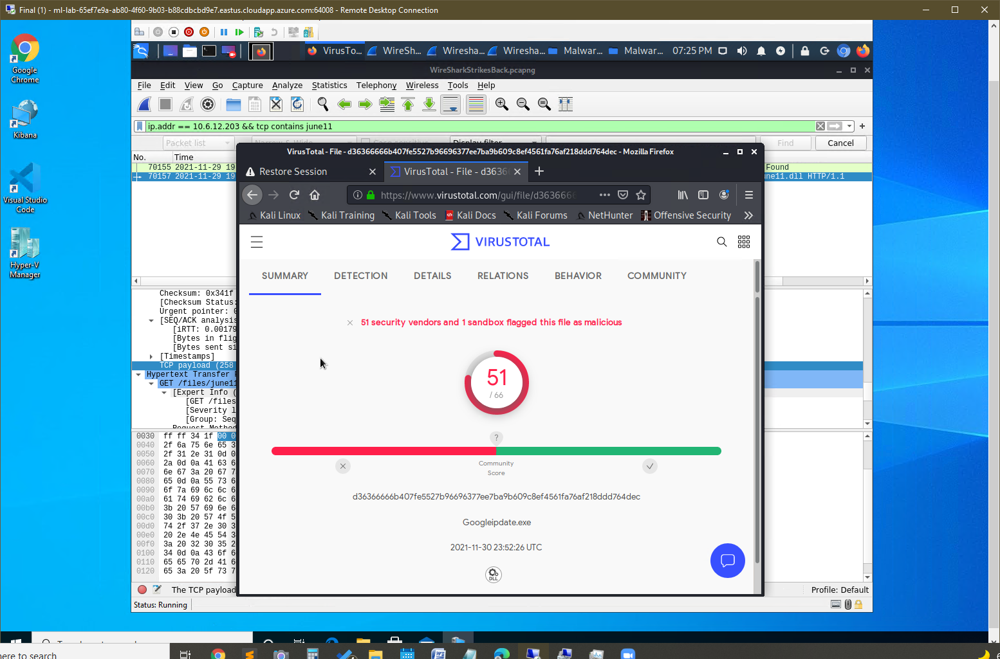 Final (1) - ml-lab-65ef7e9a-ab80-4f60-9b03-b88cdbcbd9e7.eastus.cloudapp.azure.com:64008 - Remote Desktop Connection
Google Chrome
Kibana
Visual Studio Code
Hyper-V Manager
VirusTo... WireSh... Wiresha... Wiresha... Malwar... Malwar... 07:25 PM
WireSharkStrikesBack.pcapng
File Edit View Go Capture Analyze Statistics Telephony Wireless Tools Help
ip.addr == 10.6.12.203 && tcp contains june11
Packet list Narrow & Wide Case sensitive Display filter Find Cancel
No. Time
70155 2021-11-29 19 Found
70157 2021-11-29 19 ne11.dll HTTP/1.1
VirusTotal - File - d36366666b407fe5527b96696377ee7ba9b609c8ef4561fa76af218ddd764dec - Mozilla Firefox
Restore Session
VirusTotal - File - d3636
https://www.virustotal.com/gui/file/d363666
Kali Linux Kali Training Kali Tools Kali Docs Kali Forums NetHunter Offensive Security
VIRUSTOTAL
SUMMARY DETECTION DETAILS RELATIONS BEHAVIOR COMMUNITY
51 security vendors and 1 sandbox flagged this file as malicious
51
/ 66
?
Community
Score
d36366666b407fe5527b96696377ee7ba9b609c8ef4561fa76af218ddd764dec
Googleipdate.exe
2021-11-30 23:52:26 UTC
DLL
Checksum: 0x341f
[Checksum Status:
Urgent pointer: 0
[SEQ/ACK analysis
[iRTT: 0.00179
[Bytes in flig
[Bytes sent si
[Timestamps]
TCP payload (258
Hypertext Transfer P
GET /files/june11
[Expert Info (
[GET /files
[Severity l
[Group: Seq
Request Method
0030 ff ff 34 1f 00 0
0040 2f 6a 75 6e 65 3
0050 2f 31 2e 31 0d 0
0060 2a 0d 0a 41 63 6
0070 6e 67 3a 20 67 7
0080 65 0d 0a 55 73 6
0090 6f 7a 69 6c 6c 6
00a0 61 74 69 62 6c 6
00b0 3b 20 57 69 6e 6
00c0 30 3b 20 57 4f 5
00d0 74 2f 37 2e 30 3
00e0 20 2e 4e 45 54 3
00f0 3a 20 32 30 35 2
0100 34 0d 0a 43 6f 6
0110 65 65 70 2d 41 6
0120 65 3a 20 5f 73 7
The TCP payload
Profile: Default
Status: Running
here to search